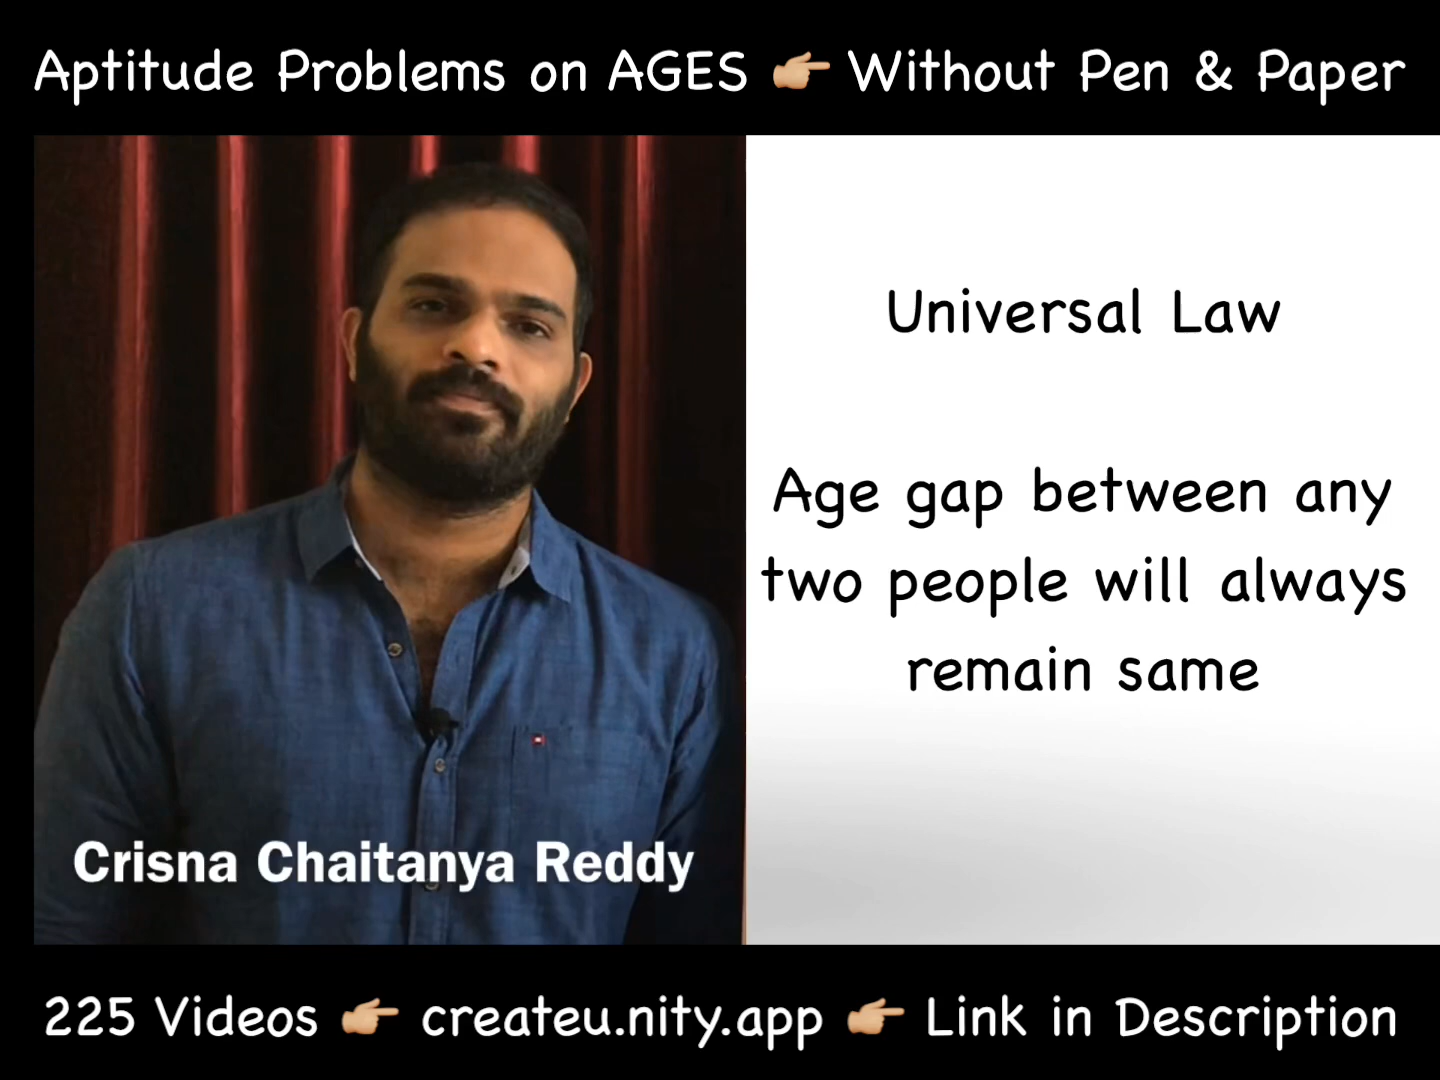 Aptitude Problems on AGES 👉🏼 Without Pen & Paper
Universal Law
Age gap between any
two people will always
remain same
Crisna Chaitanya Reddy
225 Videos 👉🏼 createu.nity.app 👉🏼 Link in Description